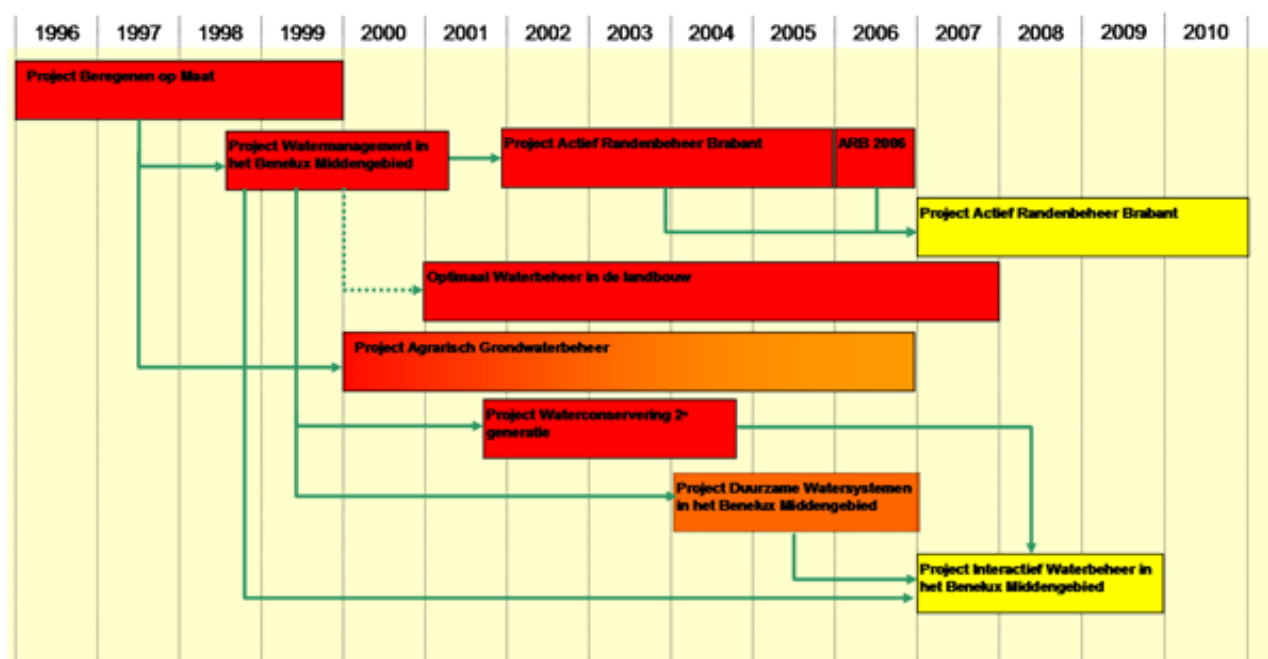 1996 1997 1998 1999 2000 2001 2002 2003 2004 2005 2006 2007 2008 2009 2010
Project Beregenen op Maat
Project Watermanagement in
het Benelux Middengebied
Project Actief Randenbeheer Brabant
ARB 2006
Project Actief Randenbeheer Brabant
Optimaal Waterbeheer in de landbouw
Project Agrarisch Grondwaterbeheer
Project Waterconservering 2e
generatie
Project Duurzame Watersystemen
in het Benelux Middengebied
Project Interactief Waterbeheer in
het Benelux Middengebied